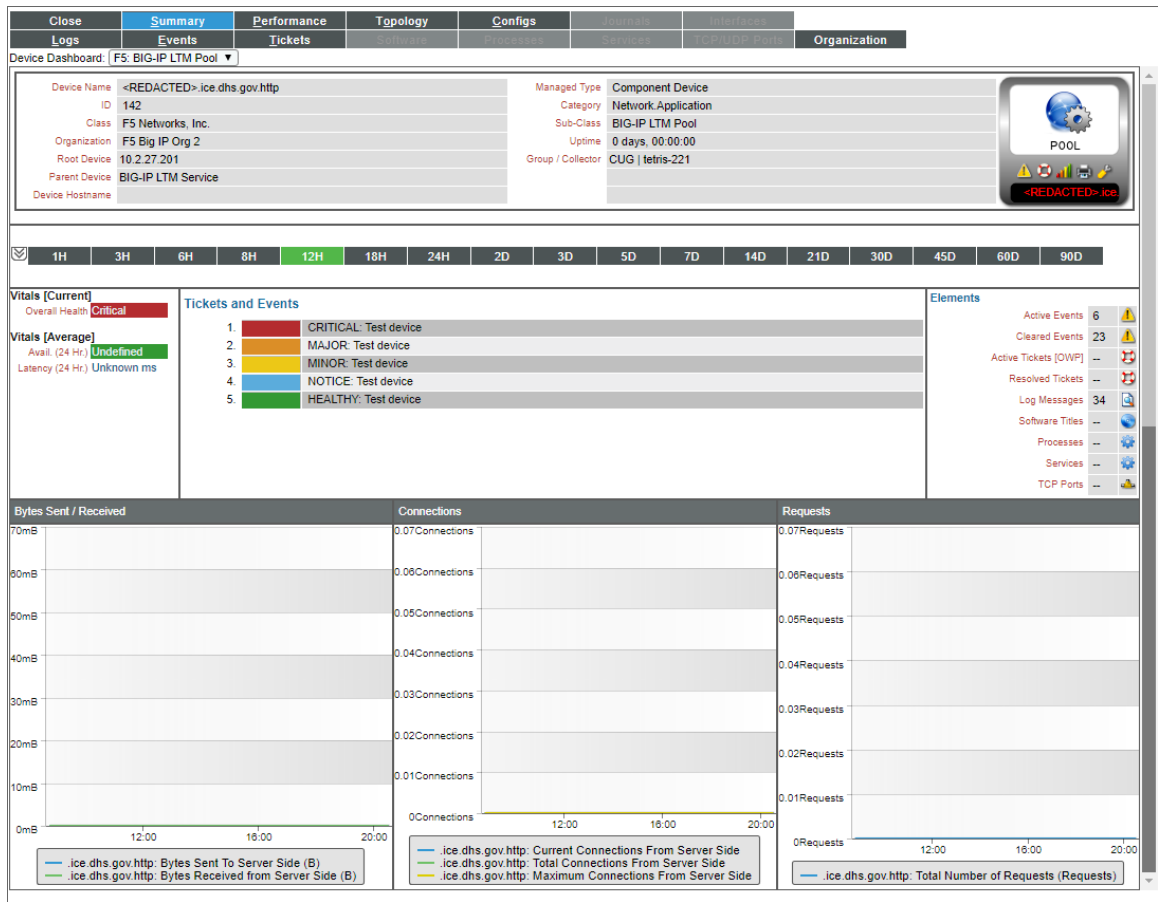 Close Summary Performance Topology Configs Journals Interfaces
Logs Events Tickets Software Processes Services TCP/UDP Ports Organization
Device Dashboard: F5: BIG-IP LTM Pool ▼
Device Name <REDACTED>.ice.dhs.gov.http
ID 142
Class F5 Networks, Inc.
Organization F5 Big IP Org 2
Root Device 10.2.27.201
Parent Device BIG-IP LTM Service
Device Hostname
Managed Type Component Device
Category Network.Application
Sub-Class BIG-IP LTM Pool
Uptime 0 days, 00:00:00
Group / Collector CUG | tetris-221
POOL
<REDACTED>.ice.
1H 3H 6H 8H 12H 18H 24H 2D 3D 5D 7D 14D 21D 30D 45D 60D 90D
Vitals [Current]
Overall Health Critical
Vitals [Average]
Avail. (24 Hr.) Undefined
Latency (24 Hr.) Unknown ms
Tickets and Events
1. CRITICAL: Test device
2. MAJOR: Test device
3. MINOR: Test device
4. NOTICE: Test device
5. HEALTHY: Test device
Elements
Active Events 6
Cleared Events 23
Active Tickets [OWP] --
Resolved Tickets --
Log Messages 34
Software Titles --
Processes --
Services --
TCP Ports --
Bytes Sent / Received
70mB
60mB
50mB
40mB
30mB
20mB
10mB
0mB
12:00 16:00 20:00
.ice.dhs.gov.http: Bytes Sent To Server Side (B)
.ice.dhs.gov.http: Bytes Received from Server Side (B)
Connections
0.07Connections
0.06Connections
0.05Connections
0.04Connections
0.03Connections
0.02Connections
0.01Connections
0Connections
12:00 16:00 20:00
.ice.dhs.gov.http: Current Connections From Server Side
.ice.dhs.gov.http: Total Connections From Server Side
.ice.dhs.gov.http: Maximum Connections From Server Side
Requests
0.07Requests
0.06Requests
0.05Requests
0.04Requests
0.03Requests
0.02Requests
0.01Requests
0Requests
12:00 16:00 20:00
.ice.dhs.gov.http: Total Number of Requests (Requests)